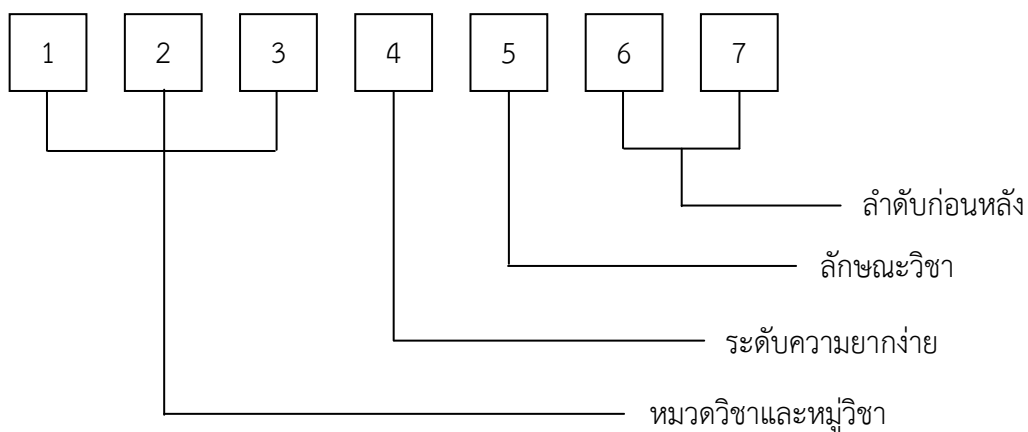 1 2 3 4 5 6 7
ลำดับก่อนหลัง
ลักษณะวิชา
ระดับความยากง่าย
หมวดวิชาและหมู่วิชา